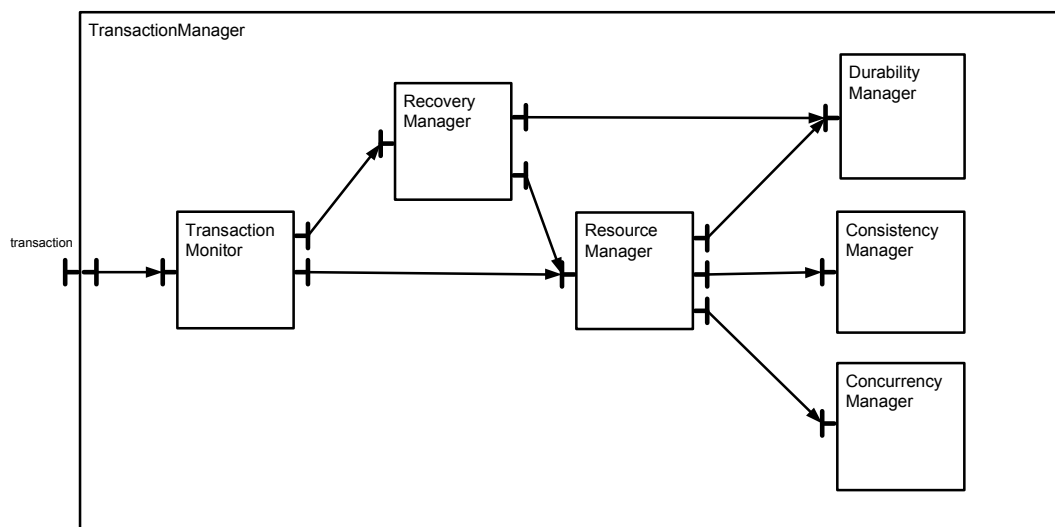 TransactionManager
Recovery
Manager
Durability
Manager
transaction
Transaction
Monitor
Resource
Manager
Consistency
Manager
Concurrency
Manager